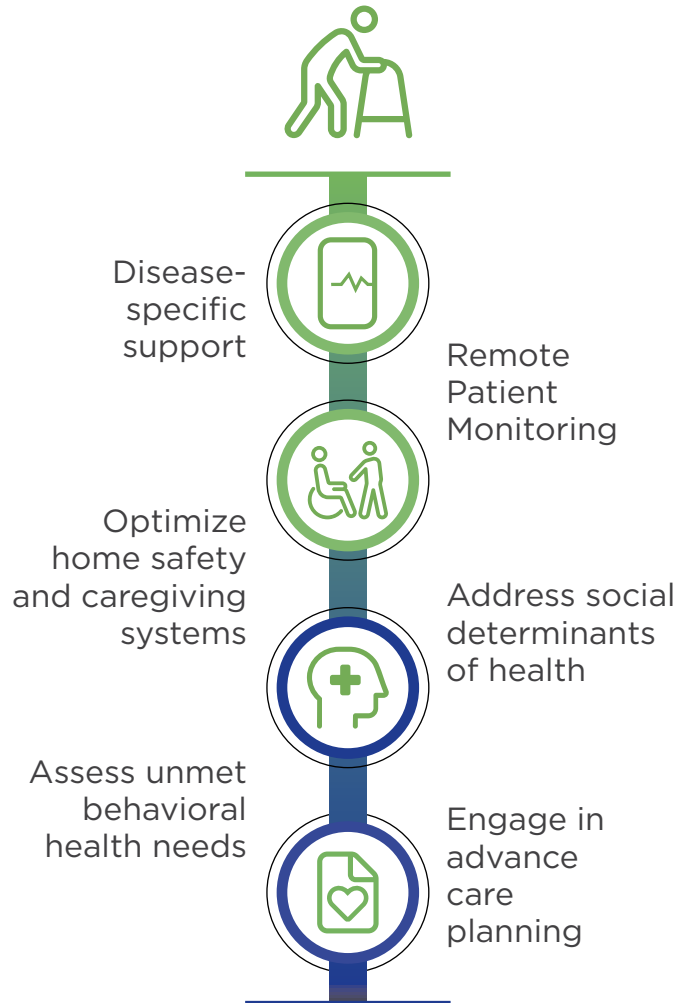 Disease-
specific
support
Remote
Patient
Monitoring
Optimize
home safety
and caregiving
systems
Address social
determinants
of health
Assess unmet
behavioral
health needs
Engage in
advance
care
planning